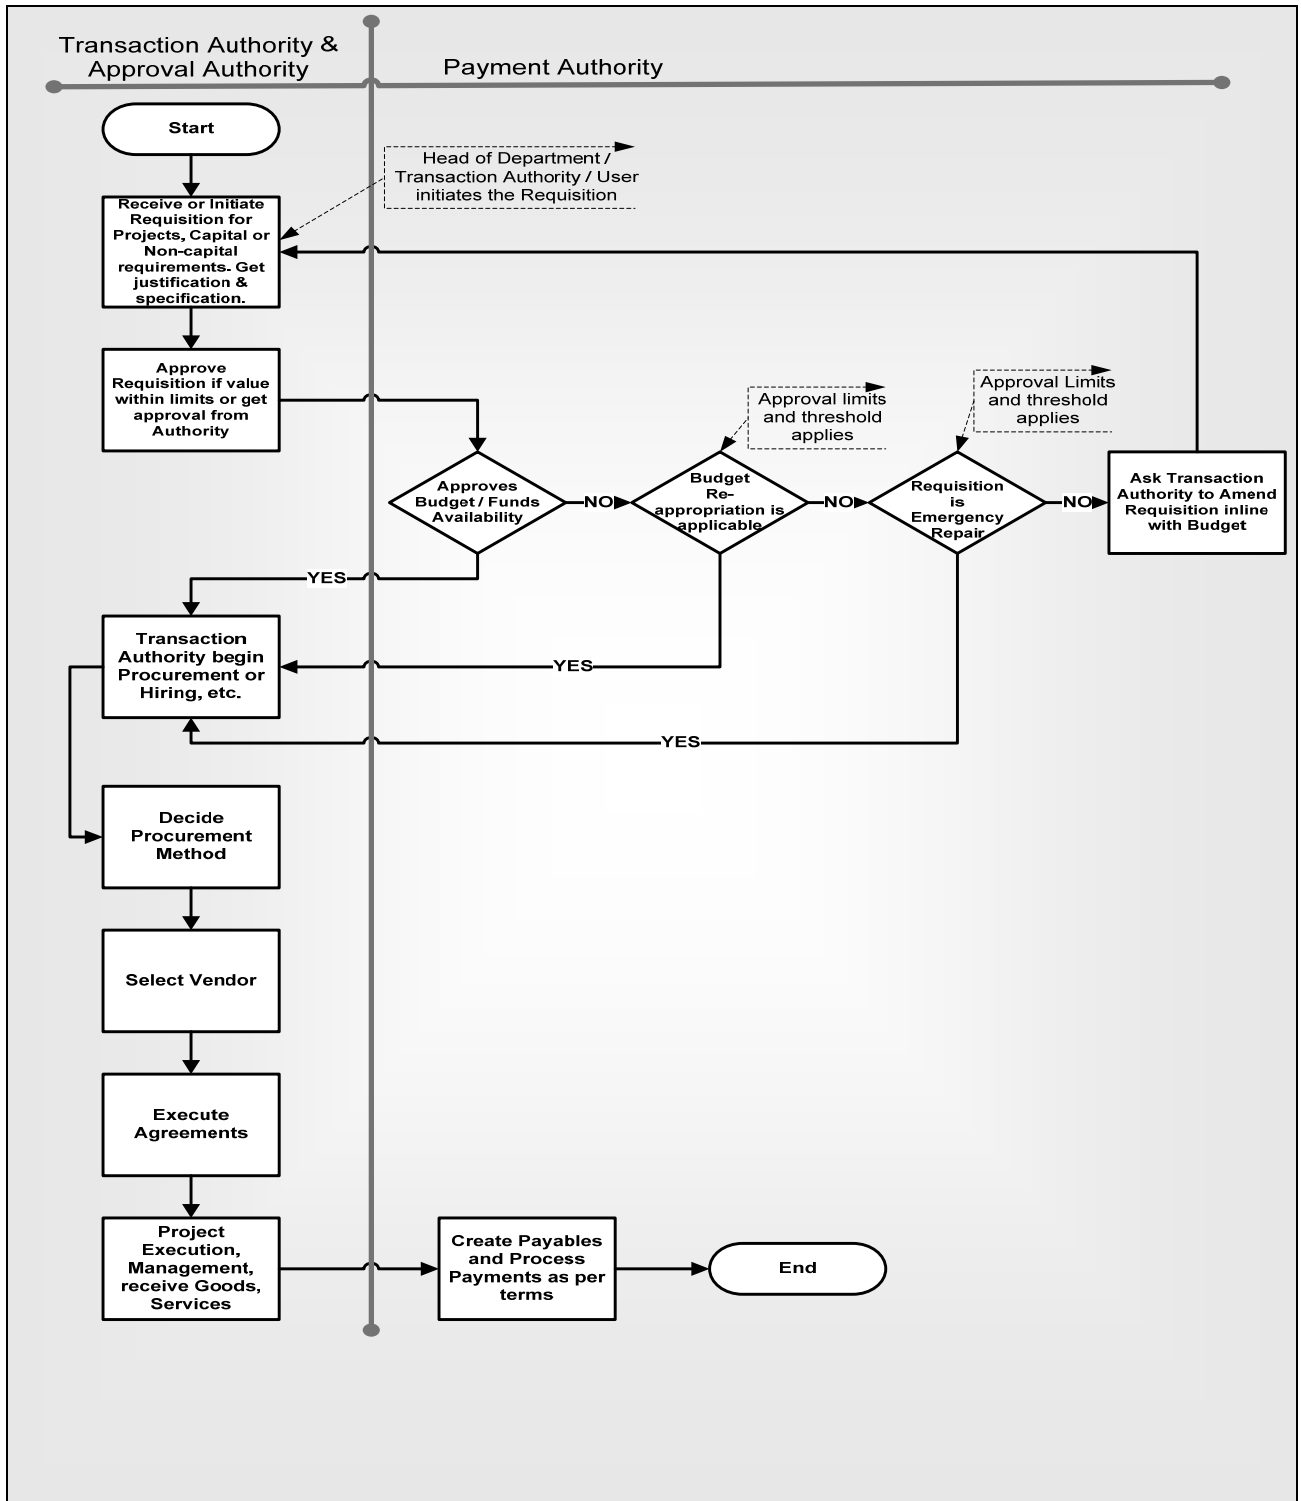 Transaction Authority &
Approval Authority
Payment Authority
Start
Head of Department /
Transaction Authority / User
initiates the Requisition
Receive or Initiate
Requisition for
Projects, Capital or
Non-capital
requirements. Get
justification &
specification.
Approve
Requisition if value
within limits or get
approval from
Authority
Approval limits
and threshold
applies
Approval Limits
and threshold
applies
Approves
Budget / Funds
Availability
NO
Budget
Re-
appropriation is
applicable
NO
Requisition
is
Emergency
Repair
NO
Ask Transaction
Authority to Amend
Requisition inline
with Budget
YES
Transaction
Authority begin
Procurement or
Hiring, etc.
YES
YES
Decide
Procurement
Method
Select Vendor
Execute
Agreements
Project
Execution,
Management,
receive Goods,
Services
Create Payables
and Process
Payments as per
terms
End